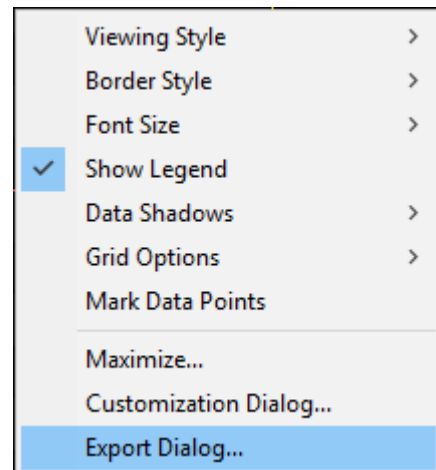 Viewing Style
Border Style
Font Size
Show Legend
Data Shadows
Grid Options
Mark Data Points
Maximize...
Customization Dialog...
Export Dialog...